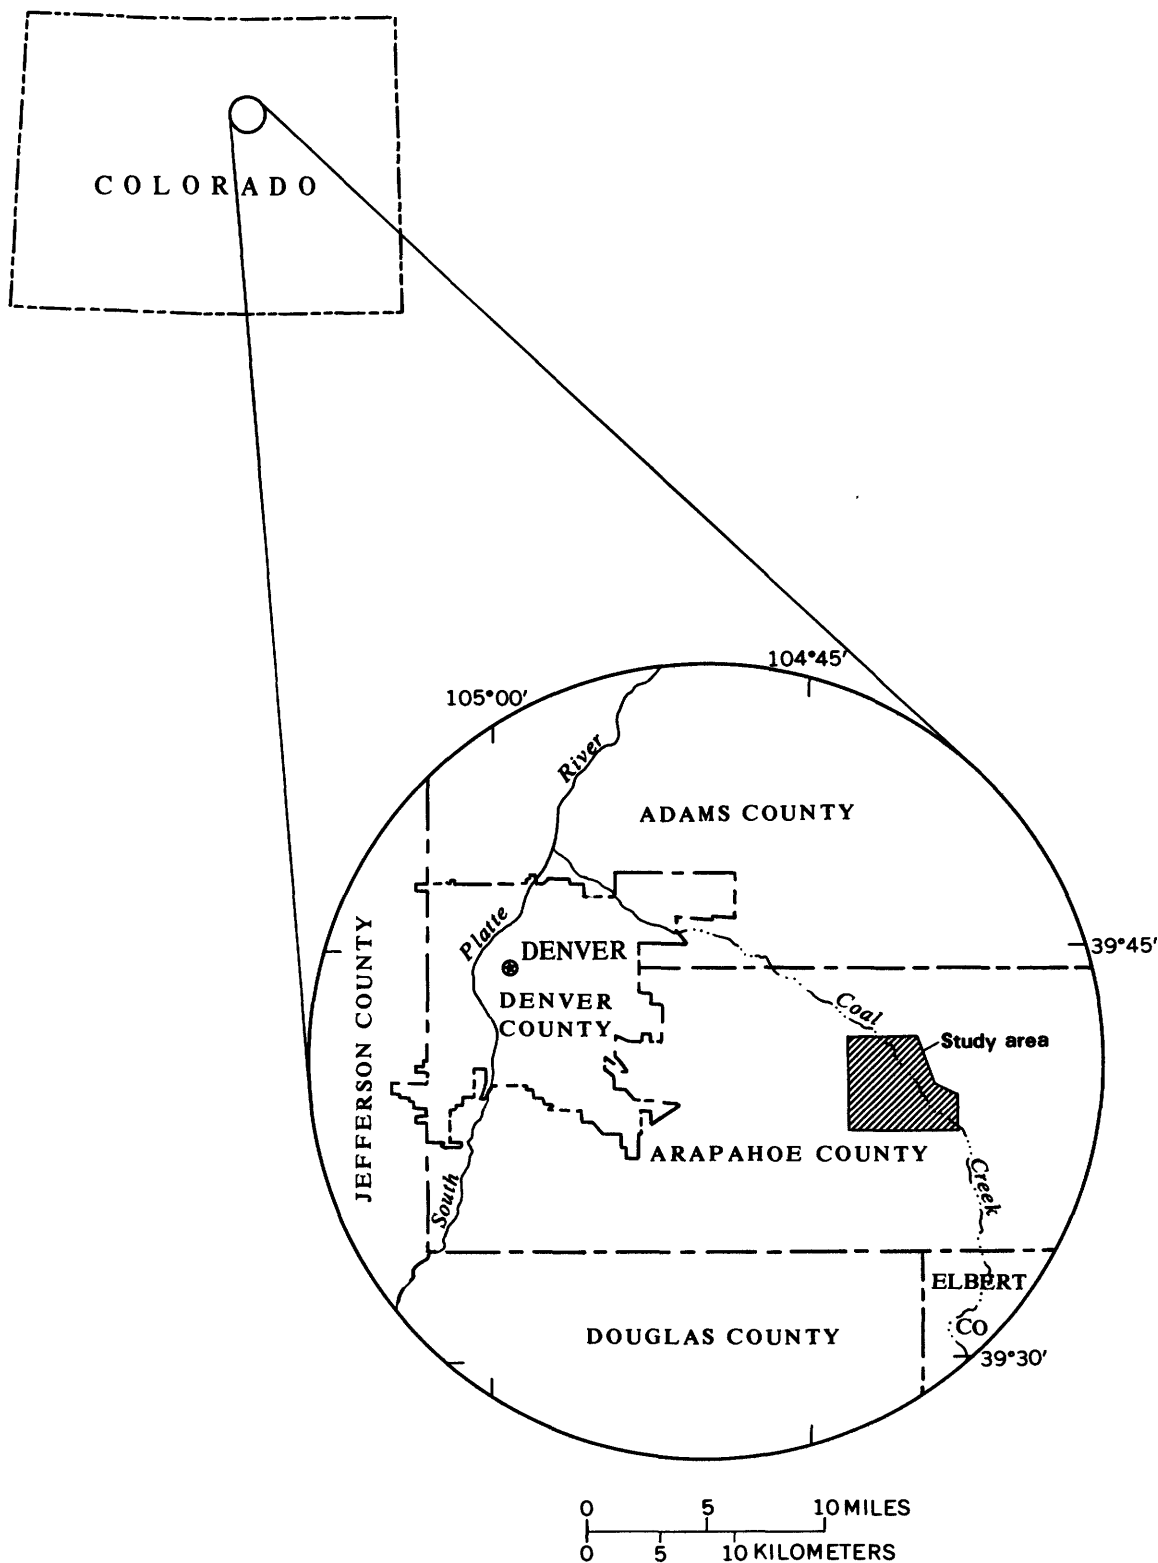 COLORADO
104°45'
105°00'
River
ADAMS COUNTY
Platte
39°45'
DENVER
DENVER
COUNTY
Coal
Study area
JEFFERSON COUNTY
ARAPAHOE COUNTY
South
Creek
ELBERT
CO
DOUGLAS COUNTY
39°30'
0 5 10 MILES
0 5 10 KILOMETERS